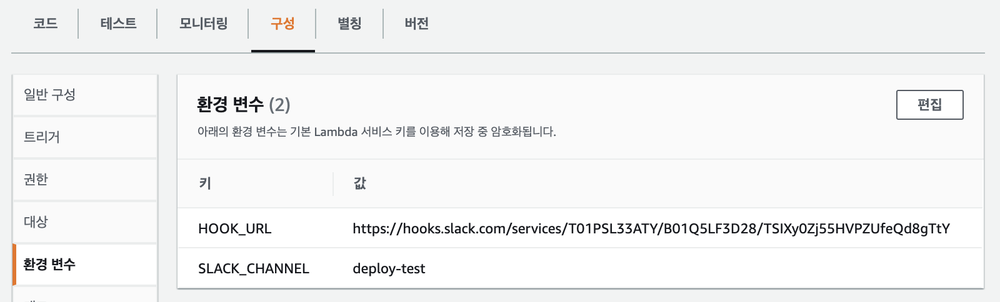 코드 테스트 모니터링 구성 별칭 버전
일반 구성
트리거
권한
대상
환경 변수
환경 변수 (2)
편집
아래의 환경 변수는 기본 Lambda 서비스 키를 이용해 저장 중 암호화됩니다.
키 값
HOOK_URL https://hooks.slack.com/services/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
SLACK_CHANNEL deploy-test